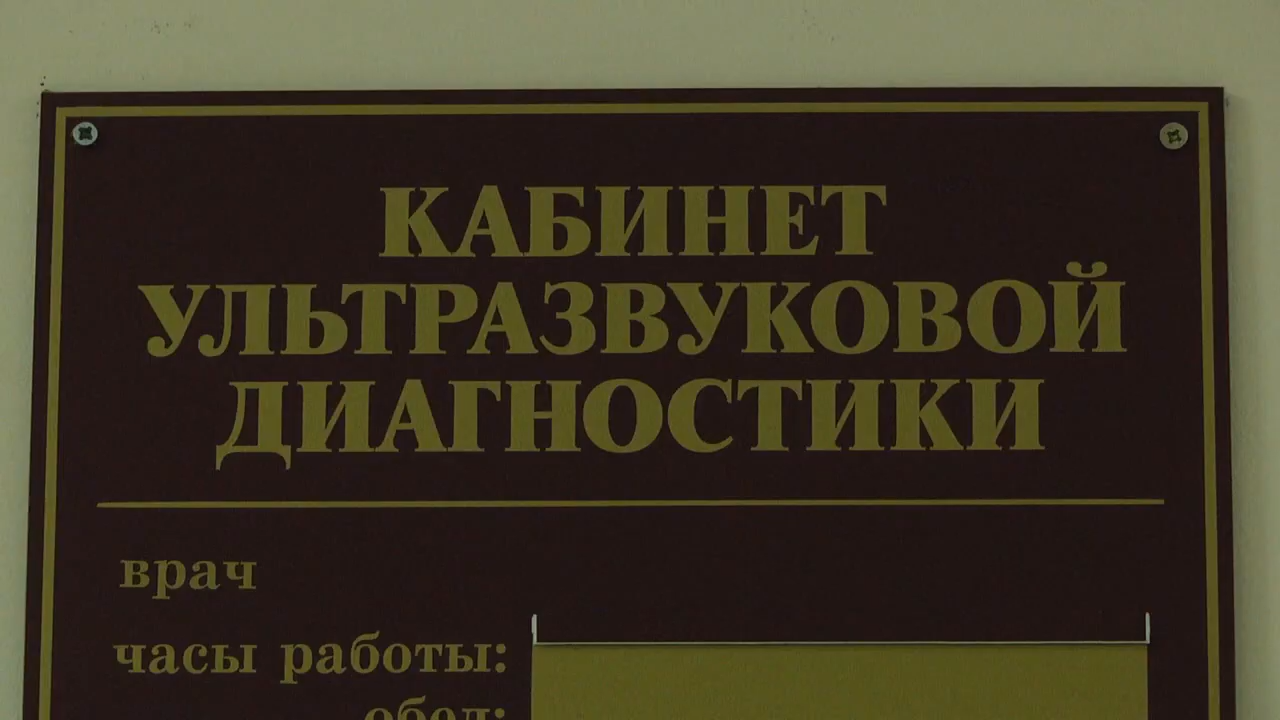 КАБИНЕТ
УЛЬТРАЗВУКОВОЙ
ДИАГНОСТИКИ
врач
часы работы:
обед: